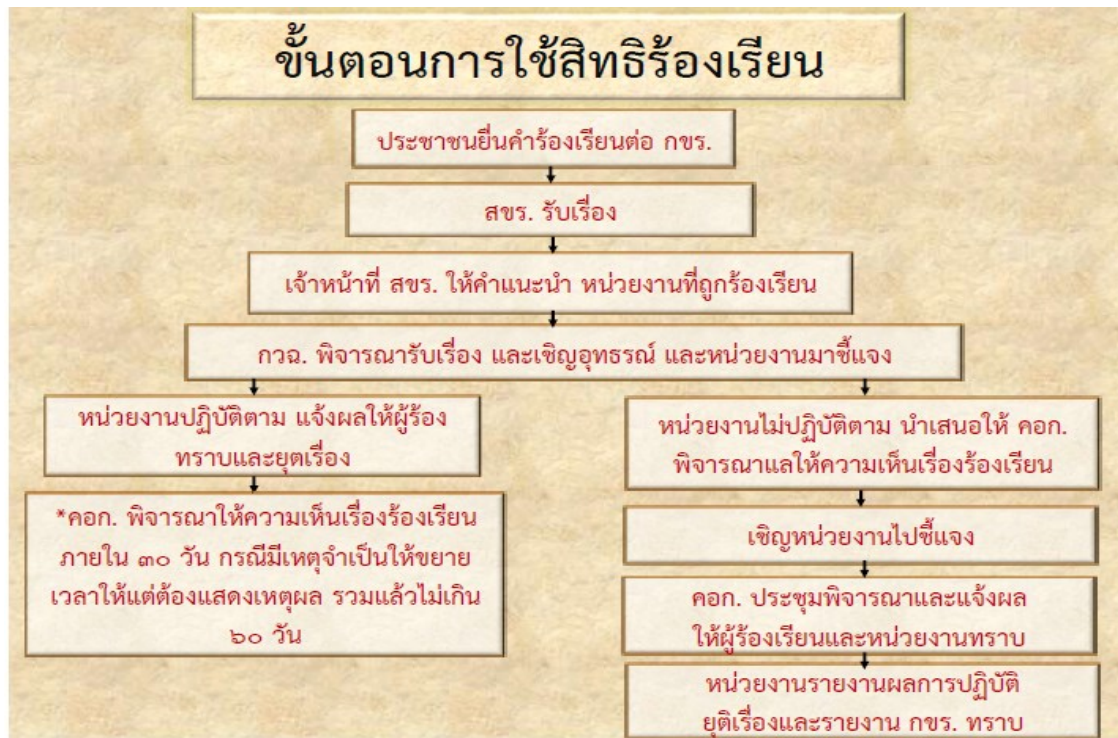 ขั้นตอนการใช้สิทธิร้องเรียน
ประชาชนยื่นคำร้องเรียนต่อ กขร.
สขร. รับเรื่อง
เจ้าหน้าที่ สขร. ให้คำแนะนำ หน่วยงานที่ถูกร้องเรียน
กวฉ. พิจารณารับเรื่อง และเชิญอุทธรณ์ และหน่วยงานมาชี้แจง
หน่วยงานปฏิบัติตาม แจ้งผลให้ผู้ร้อง
ทราบและยุตเรื่อง
*คอก. พิจารณาให้ความเห็นเรื่องร้องเรียน
ภายใน ๓๐ วัน กรณีมีเหตุจำเป็นให้ขยาย
เวลาให้แต่ต้องแสดงเหตุผล รวมแล้วไม่เกิน
๖๐ วัน
หน่วยงานไม่ปฏิบัติตาม นำเสนอให้ คอก.
พิจารณาแลให้ความเห็นเรื่องร้องเรียน
เชิญหน่วยงานไปชี้แจง
คอก. ประชุมพิจารณาและแจ้งผล
ให้ผู้ร้องเรียนและหน่วยงานทราบ
หน่วยงานรายงานผลการปฏิบัติ
ยุติเรื่องและรายงาน กขร. ทราบ